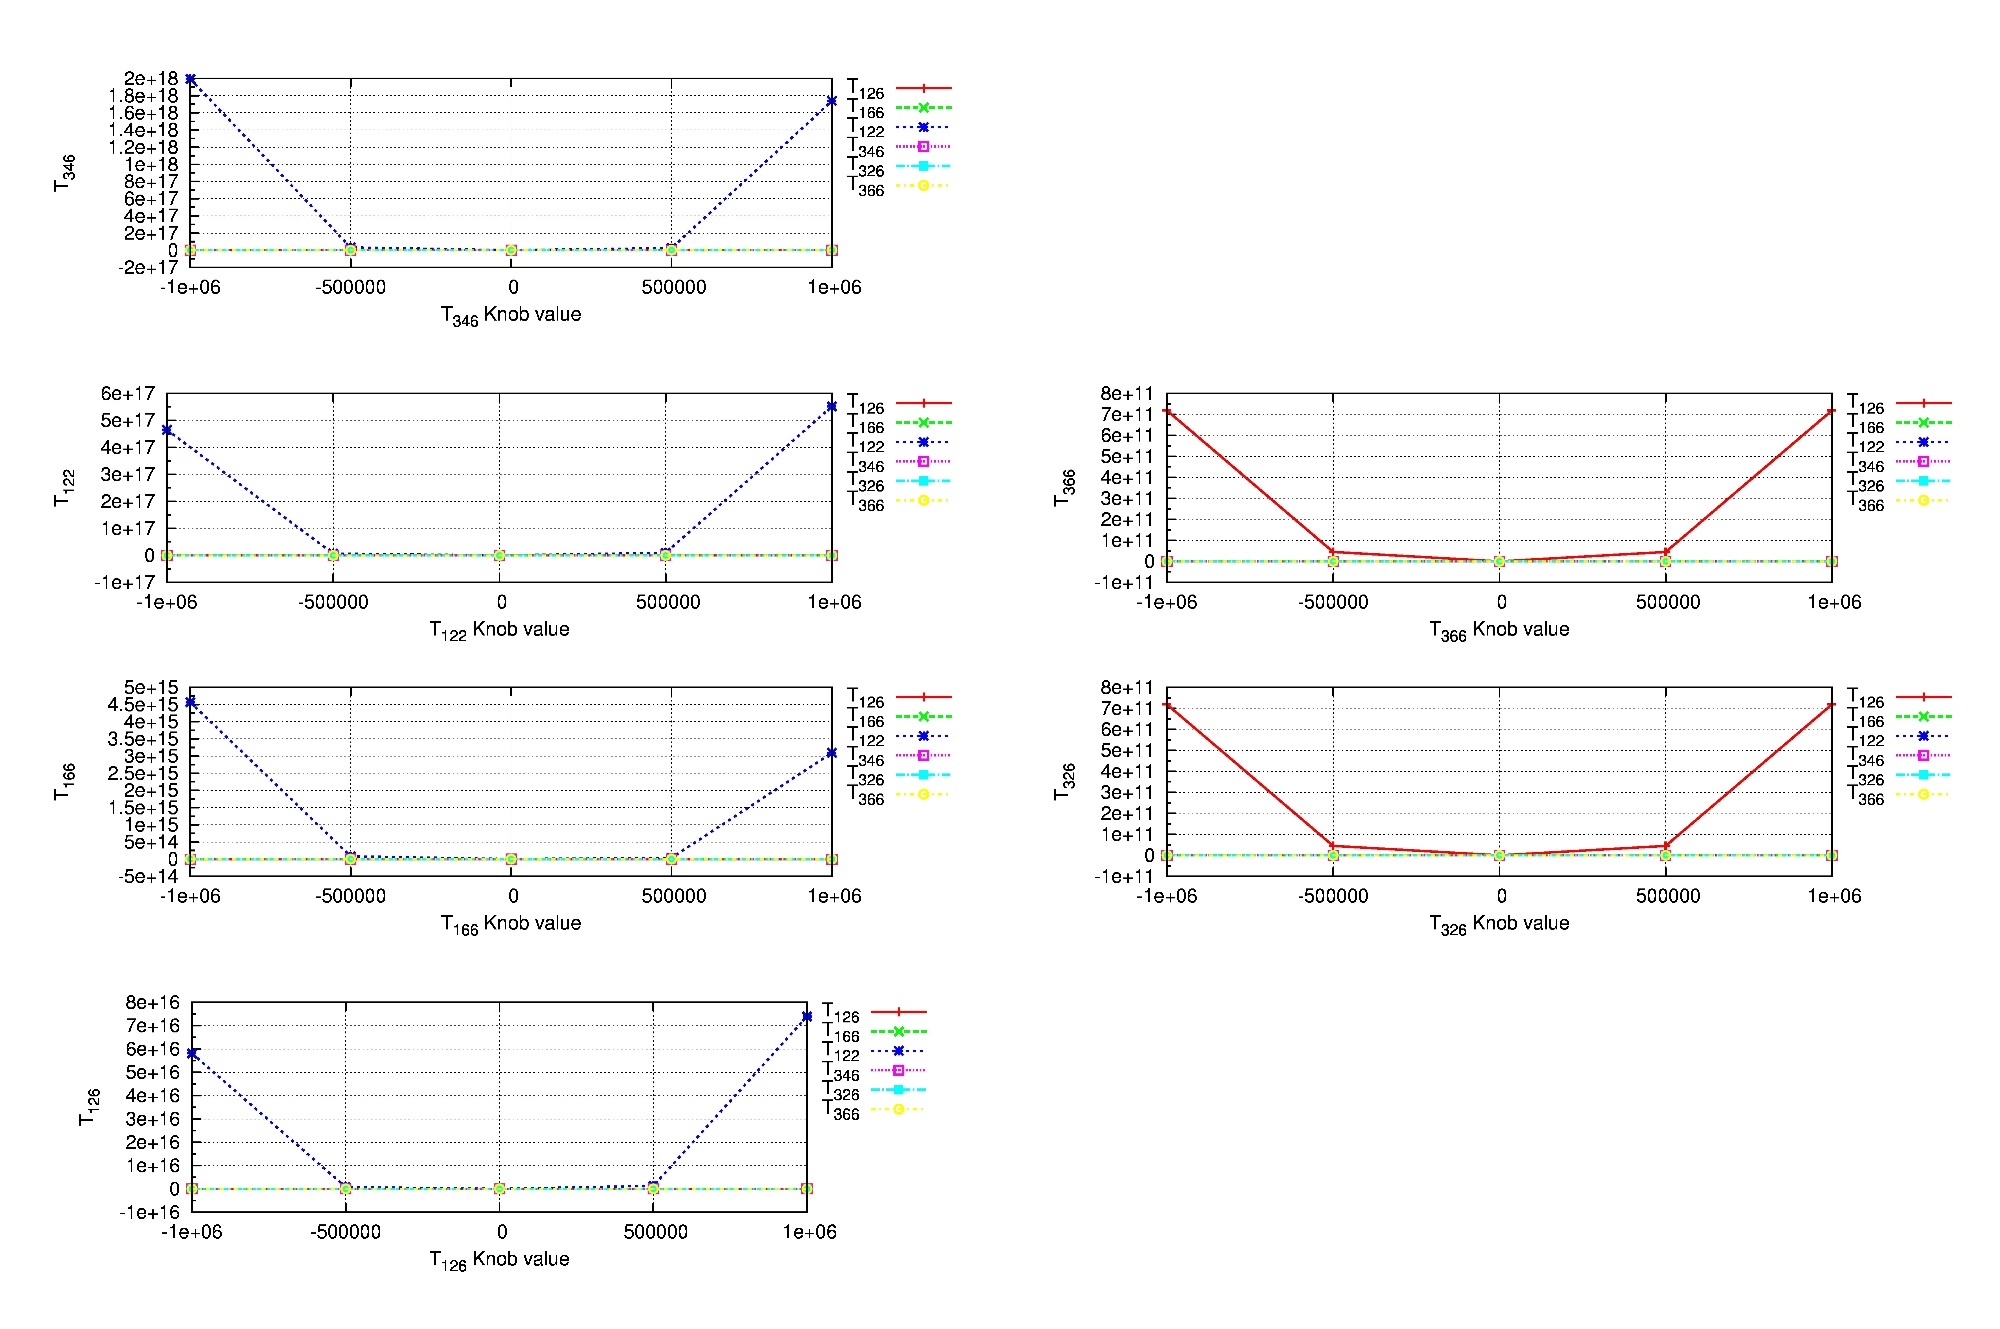 2e+18
1.8e+18
1.6e+18
1.4e+18
1.2e+18
1e+18
8e+17
6e+17
4e+17
2e+17
0
-2e+17
T346
-1e+06 -500000 0 500000 1e+06
T346 Knob value
T126
T166
T122
T346
T326
T366
6e+17
5e+17
4e+17
3e+17
2e+17
1e+17
0
-1e+17
T122
-1e+06 -500000 0 500000 1e+06
T122 Knob value
T126
T166
T122
T346
T326
T366
8e+11
7e+11
6e+11
5e+11
4e+11
3e+11
2e+11
1e+11
0
-1e+11
T366
-1e+06 -500000 0 500000 1e+06
T366 Knob value
T126
T166
T122
T346
T326
T366
5e+15
4.5e+15
4e+15
3.5e+15
3e+15
2.5e+15
2e+15
1.5e+15
1e+15
5e+14
0
-5e+14
T166
-1e+06 -500000 0 500000 1e+06
T166 Knob value
T126
T166
T122
T346
T326
T366
8e+11
7e+11
6e+11
5e+11
4e+11
3e+11
2e+11
1e+11
0
-1e+11
T326
-1e+06 -500000 0 500000 1e+06
T326 Knob value
T126
T166
T122
T346
T326
T366
8e+16
7e+16
6e+16
5e+16
4e+16
3e+16
2e+16
1e+16
0
-1e+16
T126
-1e+06 -500000 0 500000 1e+06
T126 Knob value
T126
T166
T122
T346
T326
T366